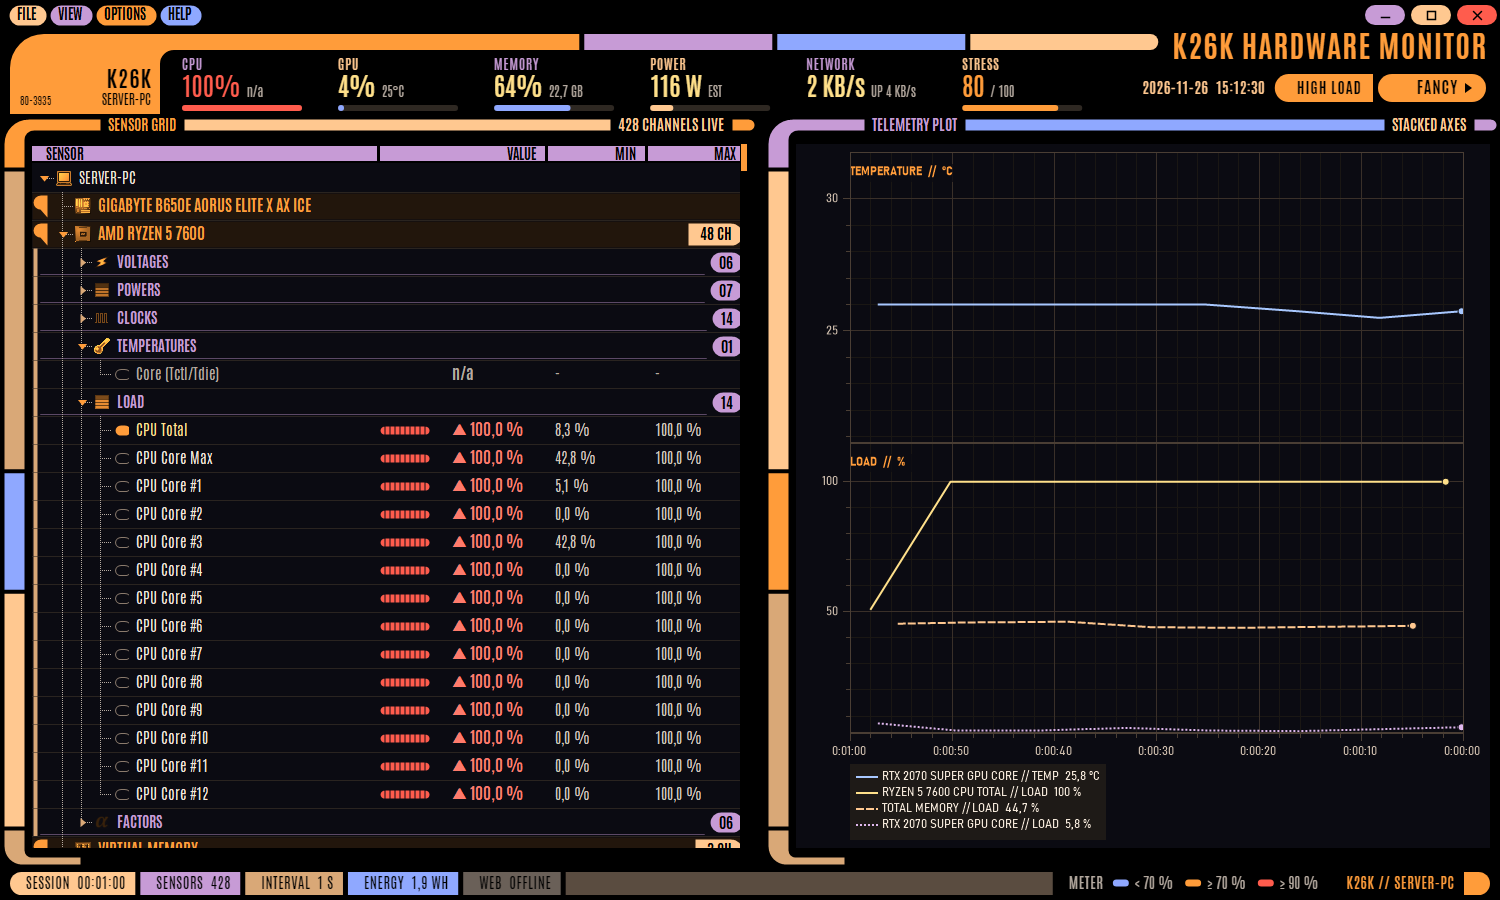 FILE VIEW OPTIONS HELP
K26K HARDWARE MONITOR
K26K
SERVER-PC
80-3935
CPU
100% n/a
GPU
4% 25°C
MEMORY
64% 22,7 GB
POWER
116 W EST
NETWORK
2 KB/s UP 4 KB/s
STRESS
80 / 100
2026-11-26 15:12:30 HIGH LOAD FANCY
SENSOR GRID 428 CHANNELS LIVE
SENSOR VALUE MIN MAX
SERVER-PC
GIGABYTE B650E AORUS ELITE X AX ICE
AMD RYZEN 5 7600 48 CH
VOLTAGES 06
POWERS 07
CLOCKS 14
TEMPERATURES 01
Core (Tctl/Tdie) n/a - -
LOAD 14
CPU Total 100,0 % 8,3 % 100,0 %
CPU Core Max 100,0 % 42,8 % 100,0 %
CPU Core #1 100,0 % 5,1 % 100,0 %
CPU Core #2 100,0 % 0,0 % 100,0 %
CPU Core #3 100,0 % 42,8 % 100,0 %
CPU Core #4 100,0 % 0,0 % 100,0 %
CPU Core #5 100,0 % 0,0 % 100,0 %
CPU Core #6 100,0 % 0,0 % 100,0 %
CPU Core #7 100,0 % 0,0 % 100,0 %
CPU Core #8 100,0 % 0,0 % 100,0 %
CPU Core #9 100,0 % 0,0 % 100,0 %
CPU Core #10 100,0 % 0,0 % 100,0 %
CPU Core #11 100,0 % 0,0 % 100,0 %
CPU Core #12 100,0 % 0,0 % 100,0 %
FACTORS 06
VIRTUAL MEMORY
TELEMETRY PLOT STACKED AXES
TEMPERATURE // °C
30
25
LOAD // %
100
50
0:01:00 0:00:50 0:00:40 0:00:30 0:00:20 0:00:10 0:00:00
RTX 2070 SUPER GPU CORE // TEMP 25,8 °C
RYZEN 5 7600 CPU TOTAL // LOAD 100 %
TOTAL MEMORY // LOAD 44,7 %
RTX 2070 SUPER GPU CORE // LOAD 5,8 %
SESSION 00:01:00 SENSORS 428 INTERVAL 1 S ENERGY 1,9 WH WEB OFFLINE METER < 70 % ≥ 70 % ≥ 90 % K26K // SERVER-PC